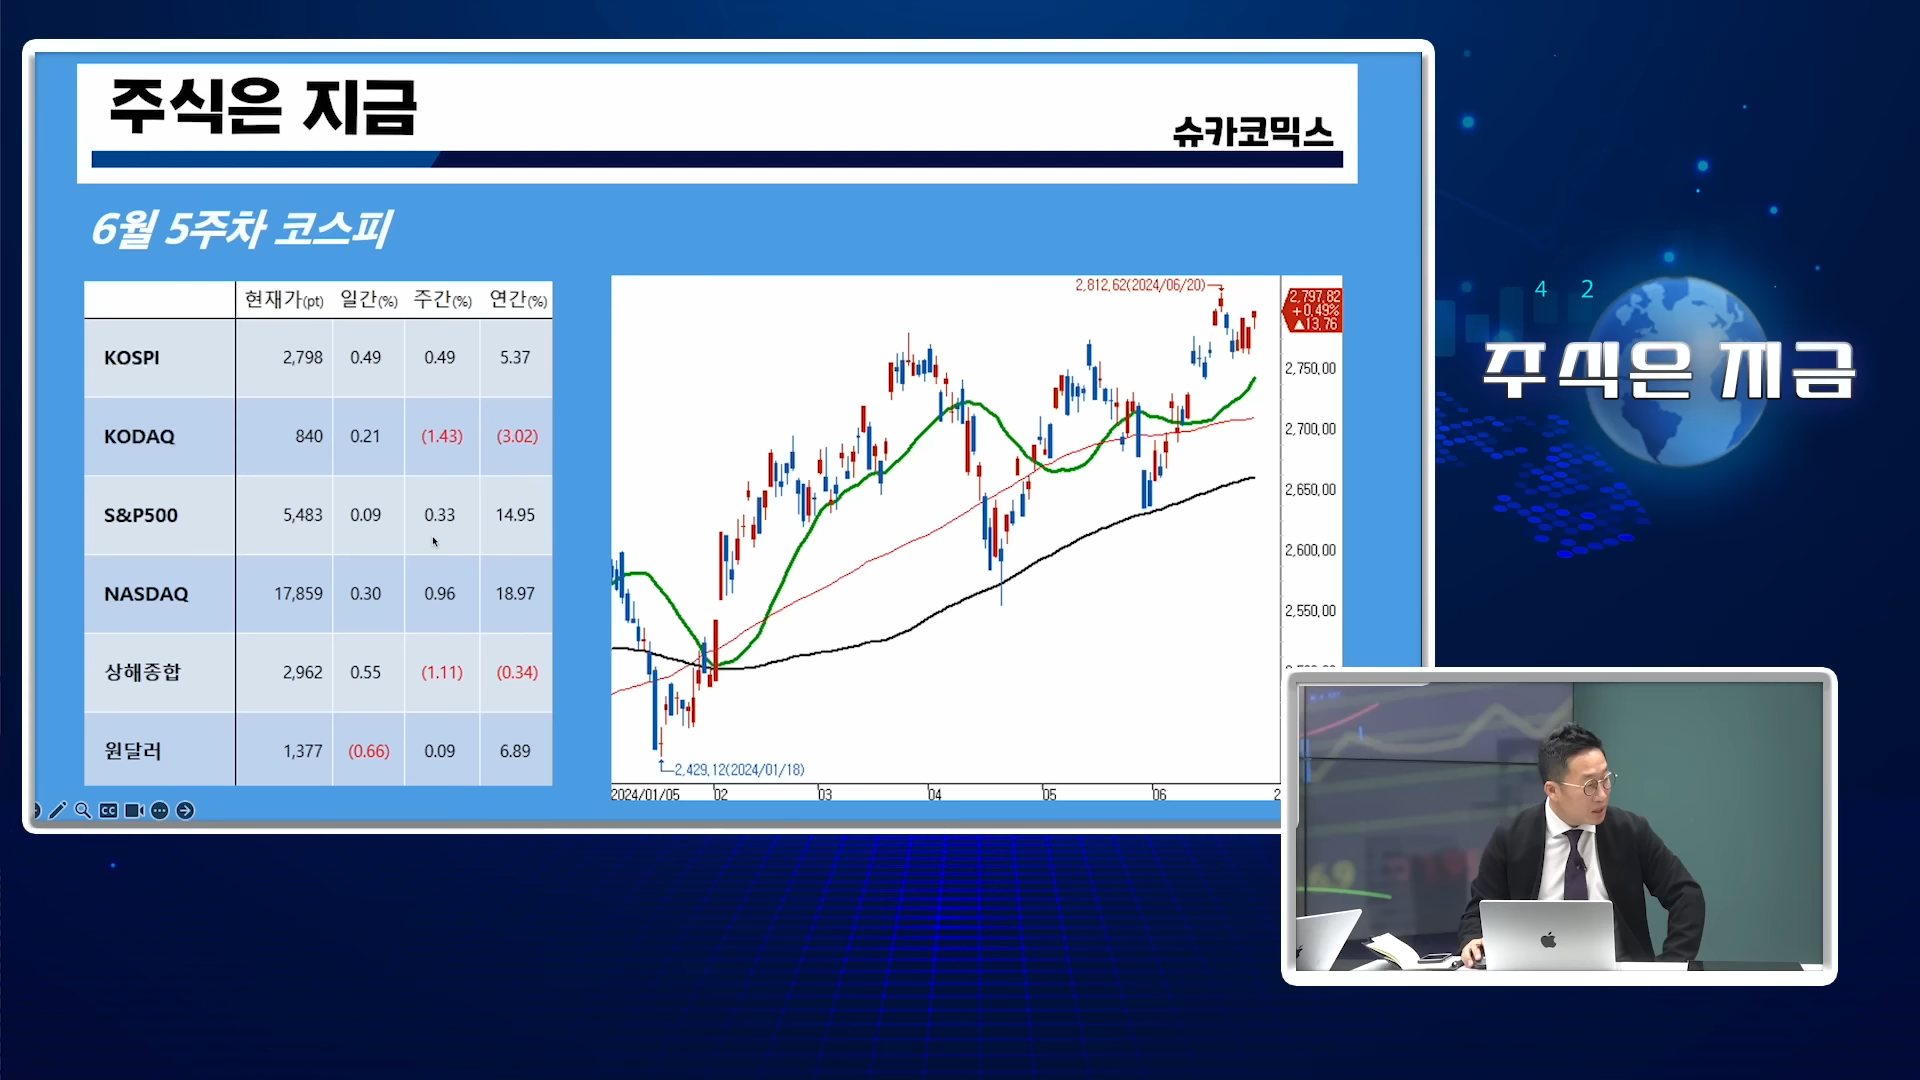 주식은 지금
슈카코믹스
6월 5주차 코스피
현재가(pt) 일간(%) 주간(%) 연간(%)
KOSPI 2,798 0.49 0.49 5.37
KODAQ 840 0.21 (1.43) (3.02)
S&P500 5,483 0.09 0.33 14.95
NASDAQ 17,859 0.30 0.96 18.97
상해종합 2,962 0.55 (1.11) (0.34)
원달러 1,377 (0.66) 0.09 6.89
2,812,62(2024/06/20)
2,797,82
+0,49%
▲13,76
2,750,00
2,700,00
2,650,00
2,600,00
2,550,00
2,429,12(2024/01/18)
2024/01/05 02 03 04 05 06 2
CC
4 2
주식은 지금